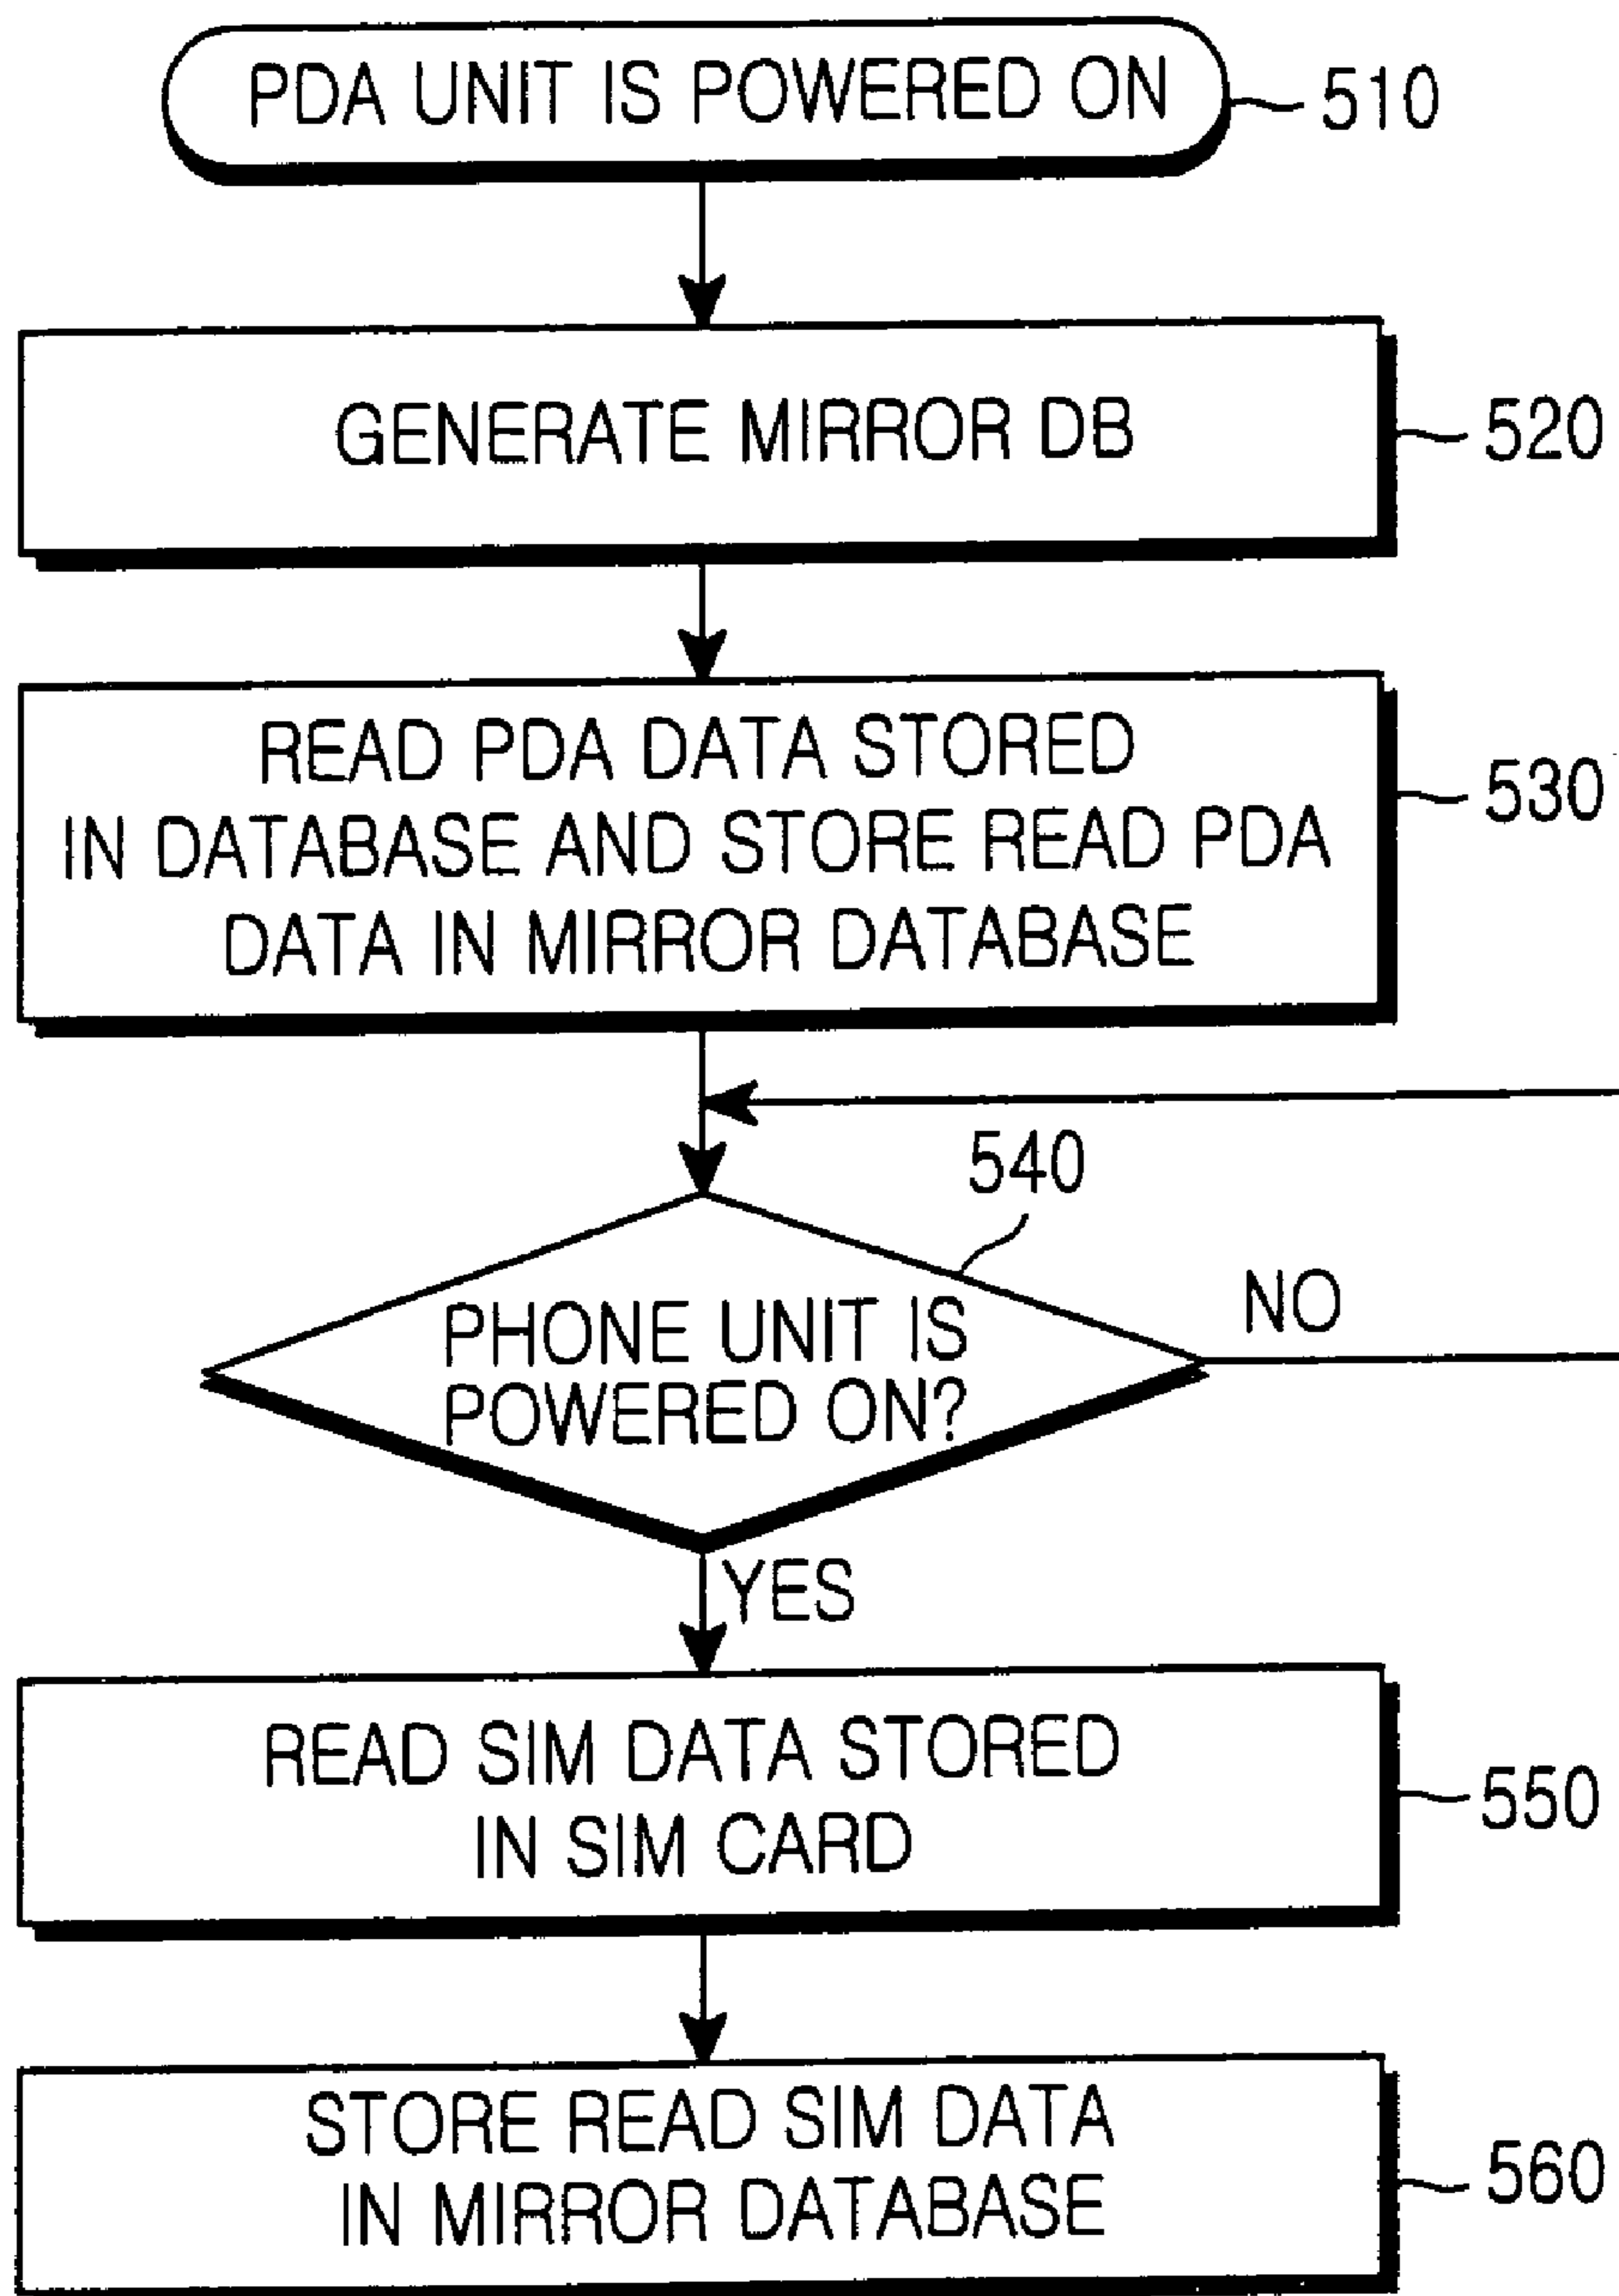 PDA UNIT IS POWERED ON
510
GENERATE MIRROR DB
520
READ PDA DATA STORED
IN DATABASE AND STORE READ PDA
DATA IN MIRROR DATABASE
530
540
PHONE UNIT IS
POWERED ON?
NO
YES
READ SIM DATA STORED
IN SIM CARD
550
STORE READ SIM DATA
IN MIRROR DATABASE
560